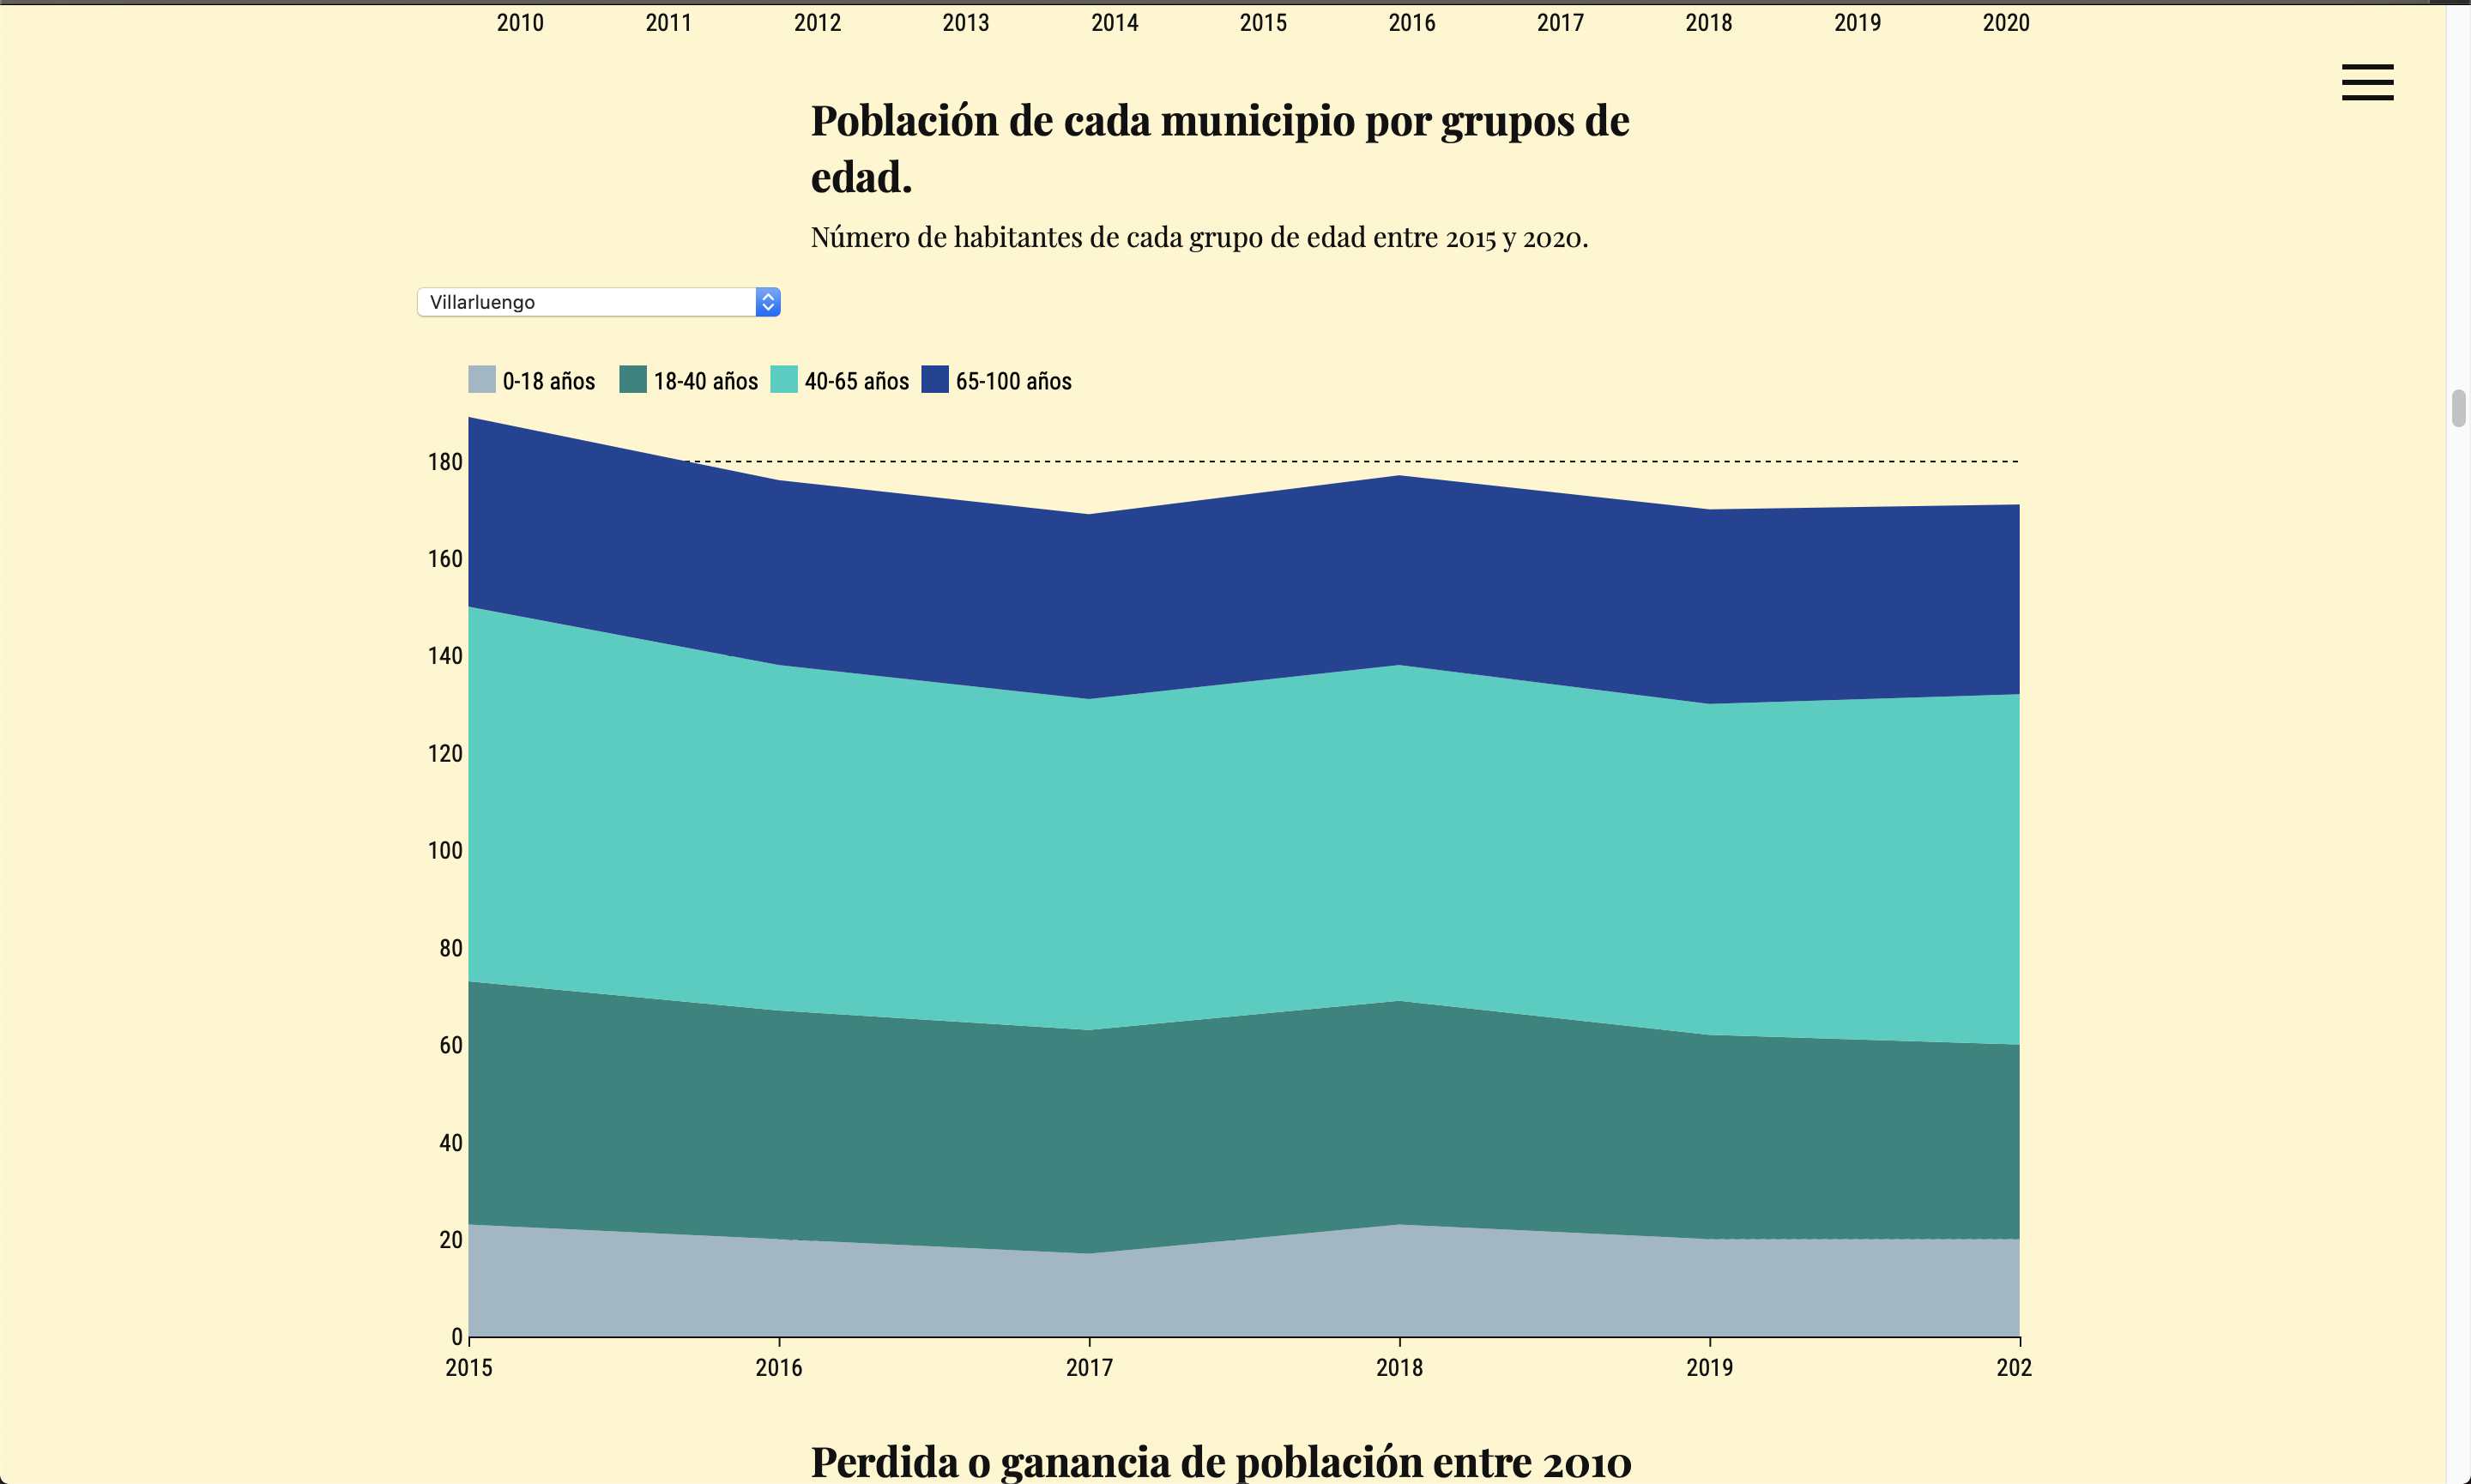 2010 2011 2012 2013 2014 2015 2016 2017 2018 2019 2020
Población de cada municipio por grupos de
edad.
Número de habitantes de cada grupo de edad entre 2015 y 2020.
Villarluengo
0-18 años 18-40 años 40-65 años 65-100 años
180
160
140
120
100
80
60
40
20
0
2015 2016 2017 2018 2019 202
Perdida o ganancia de población entre 2010